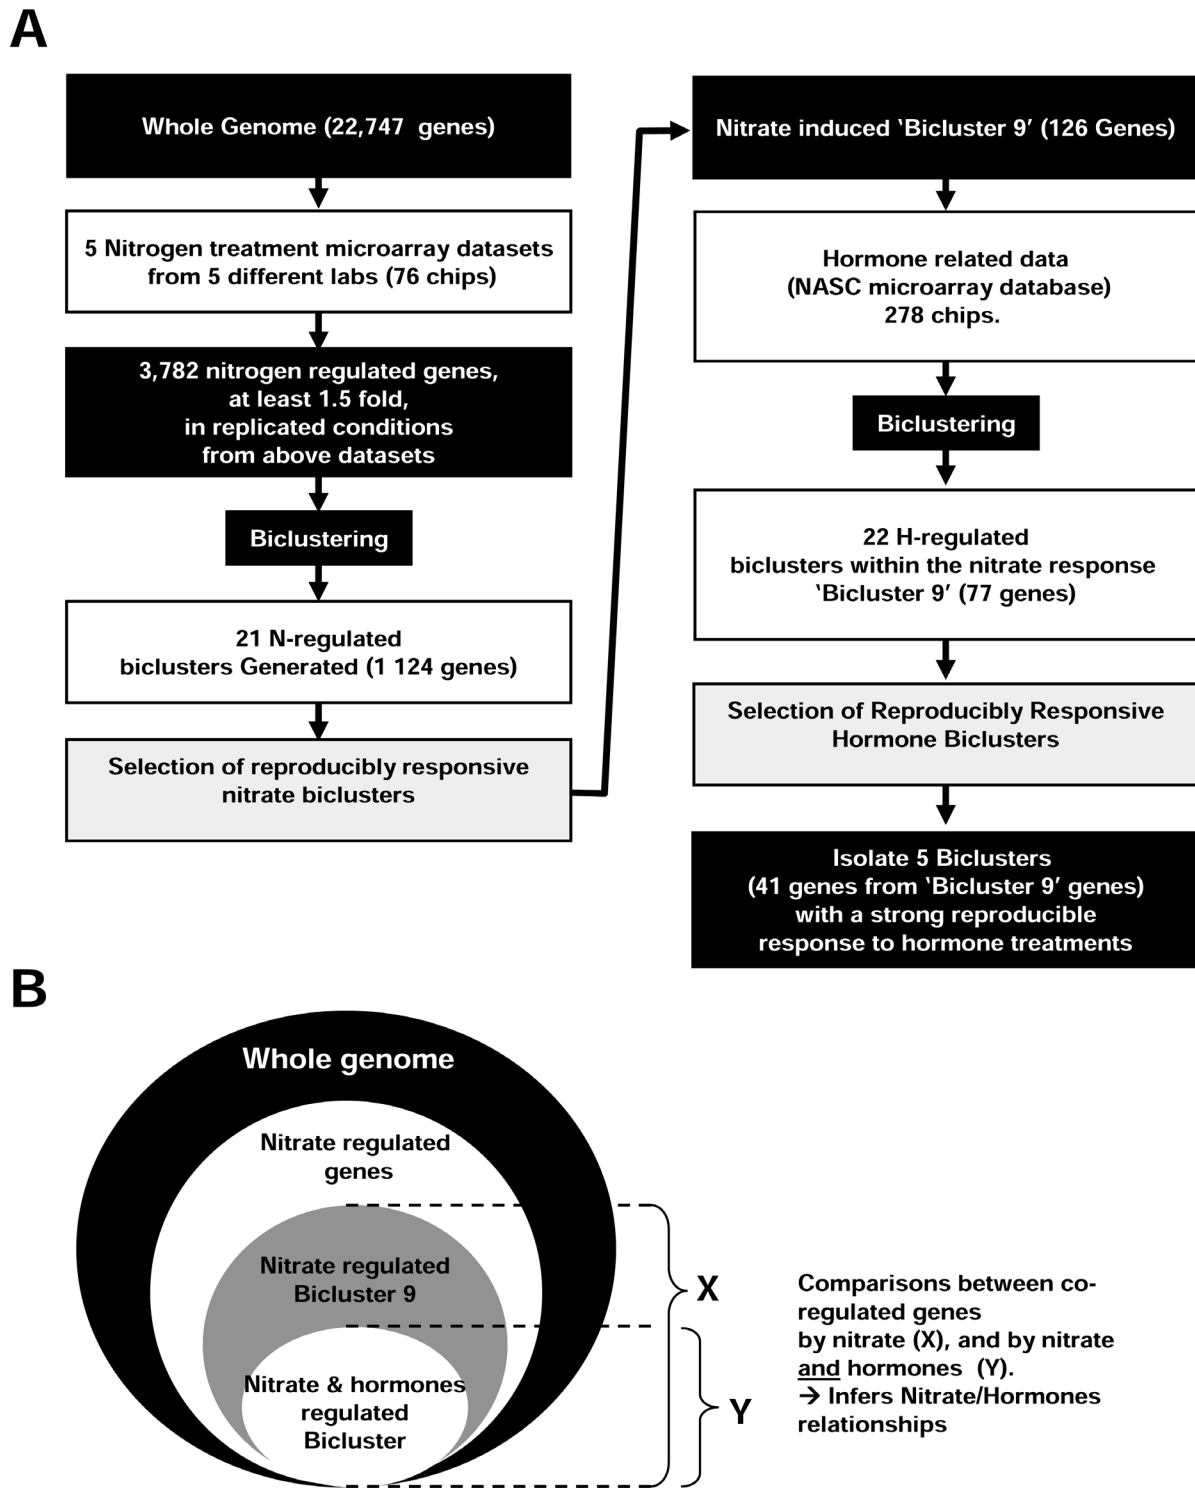 A
Whole Genome (22,747 genes)
5 Nitrogen treatment microarray datasets
from 5 different labs (76 chips)
3,782 nitrogen regulated genes,
at least 1.5 fold,
in replicated conditions
from above datasets
Biclustering
21 N-regulated
biclusters Generated (1 124 genes)
Selection of reproducibly responsive
nitrate biclusters
Nitrate induced ‘Bicluster 9’ (126 Genes)
Hormone related data
(NASC microarray database)
278 chips.
Biclustering
22 H-regulated
biclusters within the nitrate response
‘Bicluster 9’ (77 genes)
Selection of Reproducibly Responsive
Hormone Biclusters
Isolate 5 Biclusters
(41 genes from ‘Bicluster 9’ genes)
with a strong reproducible
response to hormone treatments
B
Whole genome
Nitrate regulated
genes
Nitrate regulated
Bicluster 9
Nitrate & hormones
regulated
Bicluster
X
Y
Comparisons between co-
regulated genes
by nitrate (X), and by nitrate
and hormones (Y).
→ Infers Nitrate/Hormones
relationships